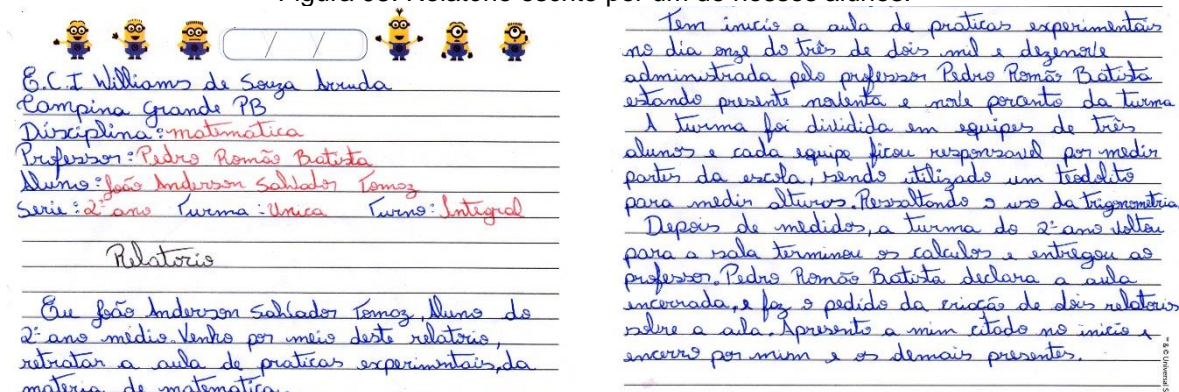 Figura 33: Relatório escrito por um de nossos alunos.
/ /
E.C.I Williams de Souza Arruda
Campina Grande PB
Disciplina: matematica
Professor: Pedro Romão Batista
Aluno: João Anderson Salvador Tomoz
Serie: 2º ano Turma: Unica Turno: Integral
Relatorio
Eu João Anderson Salvador Tomoz, Aluno do
2º ano médio. Venho por meio deste relatorio,
retratar a aula de praticas experimentais, da
materia de matematica.
Tem inicio a aula de praticas experimentais
no dia onze do três de dois mil e dezenove
administrada pelo professor Pedro Romão Batista
estando presente noventa e nove porcento da turma
A turma foi dividida em equipes de três
alunos e cada equipe ficou responsavel por medir
partes da escola, sendo utilizado um teodolito
para medir alturas. Ressaltando o uso da trigonometria
Depois de medidos, a turma do 2º ano voltou
para a sala terminou os calculos e entregou ao
professor. Pedro Romão Batista declara a aula
encerrada, e faz o pedido da criação de dois relatorios
sobre a aula. Apresento a mim citado no inicio e
encerro por mim e os demais presentes.